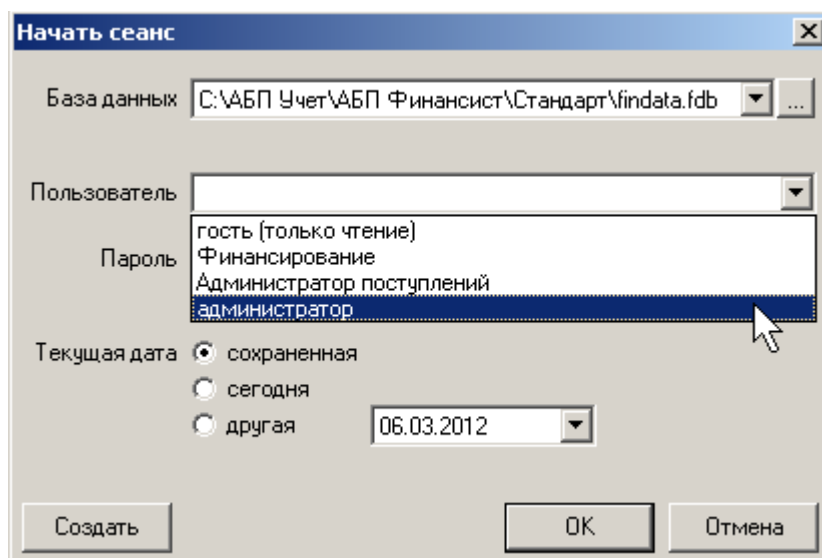 Начать сеанс
База данных C:\АБП Учет\АБП Финансист\Стандарт\findata.fdb ...
Пользователь
гость (только чтение)
Пароль Финансирование
Администратор поступлений
администратор
Текущая дата сохраненная
сегодня
другая 06.03.2012
Создать OK Отмена